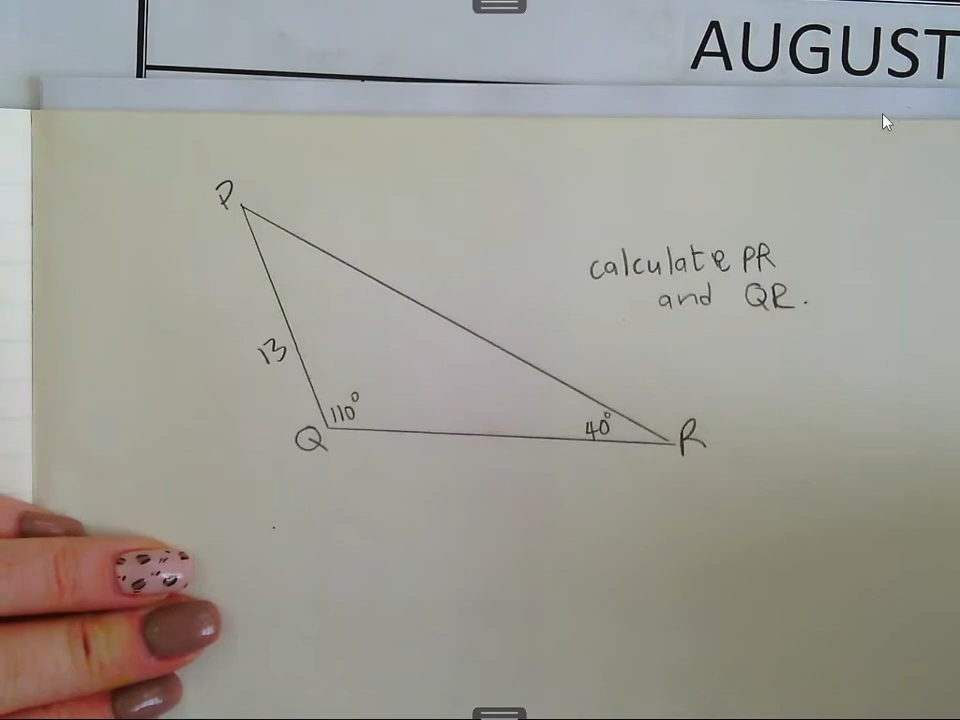 AUGUST
P
calculate PR
and QR.
13
110°
40°
Q
R